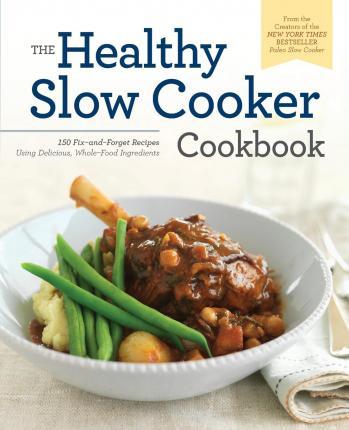 From the
Creators of the
NEW YORK TIMES
BESTSELLER
Paleo Slow Cooker
THE Healthy
Slow Cooker
Cookbook
150 Fix-and-Forget Recipes
Using Delicious, Whole-Food Ingredients